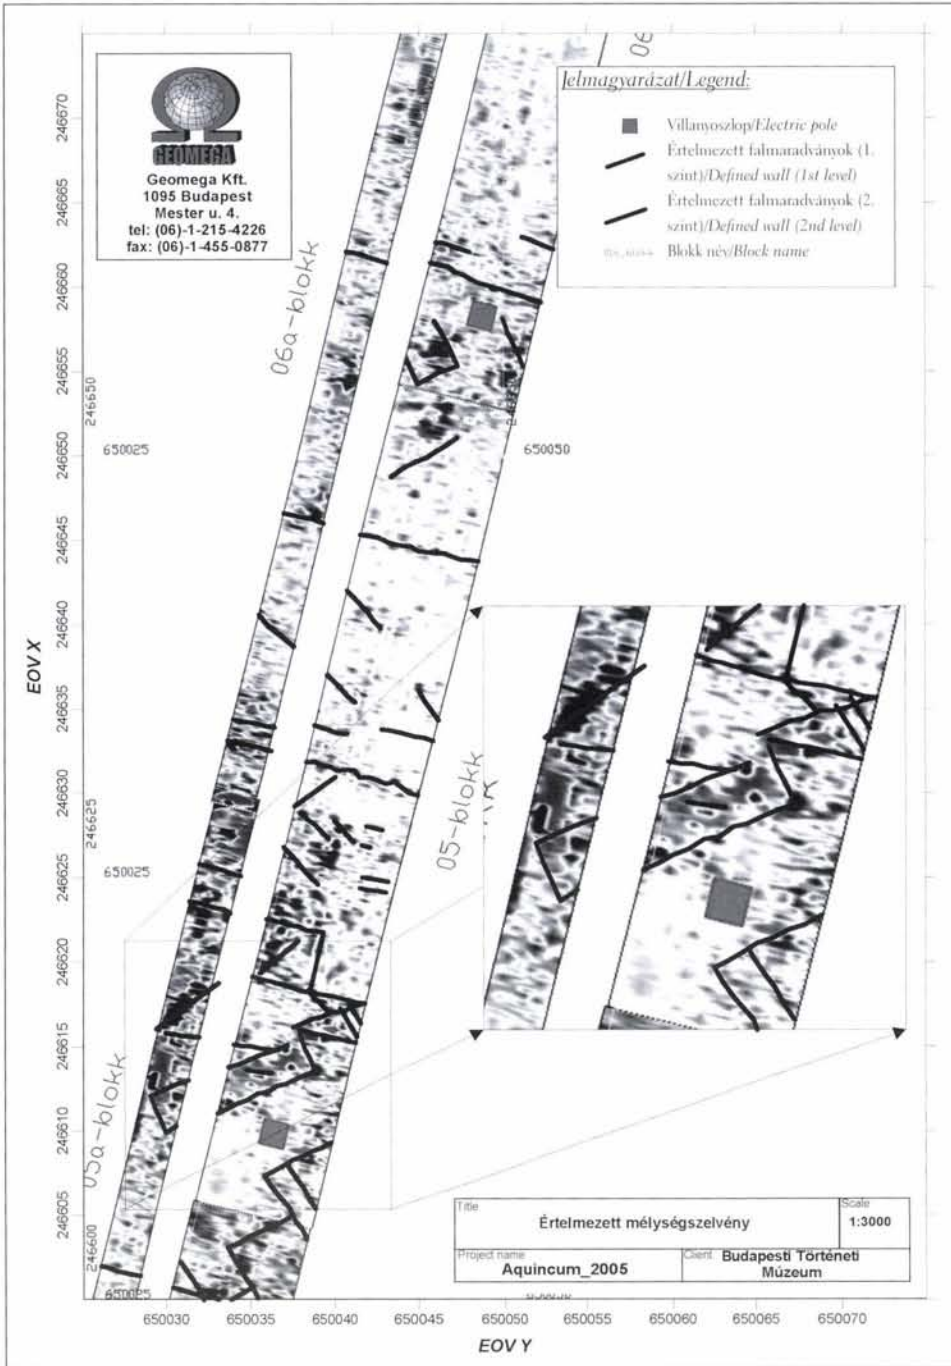 GEOMEGA
Geomega Kft.
1095 Budapest
Mester u. 4.
tel: (06)-1-215-4226
fax: (06)-1-455-0877
Jelmagyarázat/Legend:
Villanyoszlop/Electric pole
Értelmezett falmaradványok (1.
szint)/Defined wall (1st level)
Értelmezett falmaradványok (2.
szint)/Defined wall (2nd level)
Blokk név/Block name
06
06a-blokk
05-blokk
05a-blokk
EOV X
246670
246665
246660
246655
246650
246645
246640
246635
246630
246625
246620
246615
246610
246605
246650
650025
650050
246625
650025
246600
650025
Title
Értelmezett mélységszelvény
Scale
1:3000
Project name
Aquincum_2005
Client
Budapesti Történeti
Múzeum
650030
650035
650040
650045
650050
650055
650060
650065
650070
EOV Y